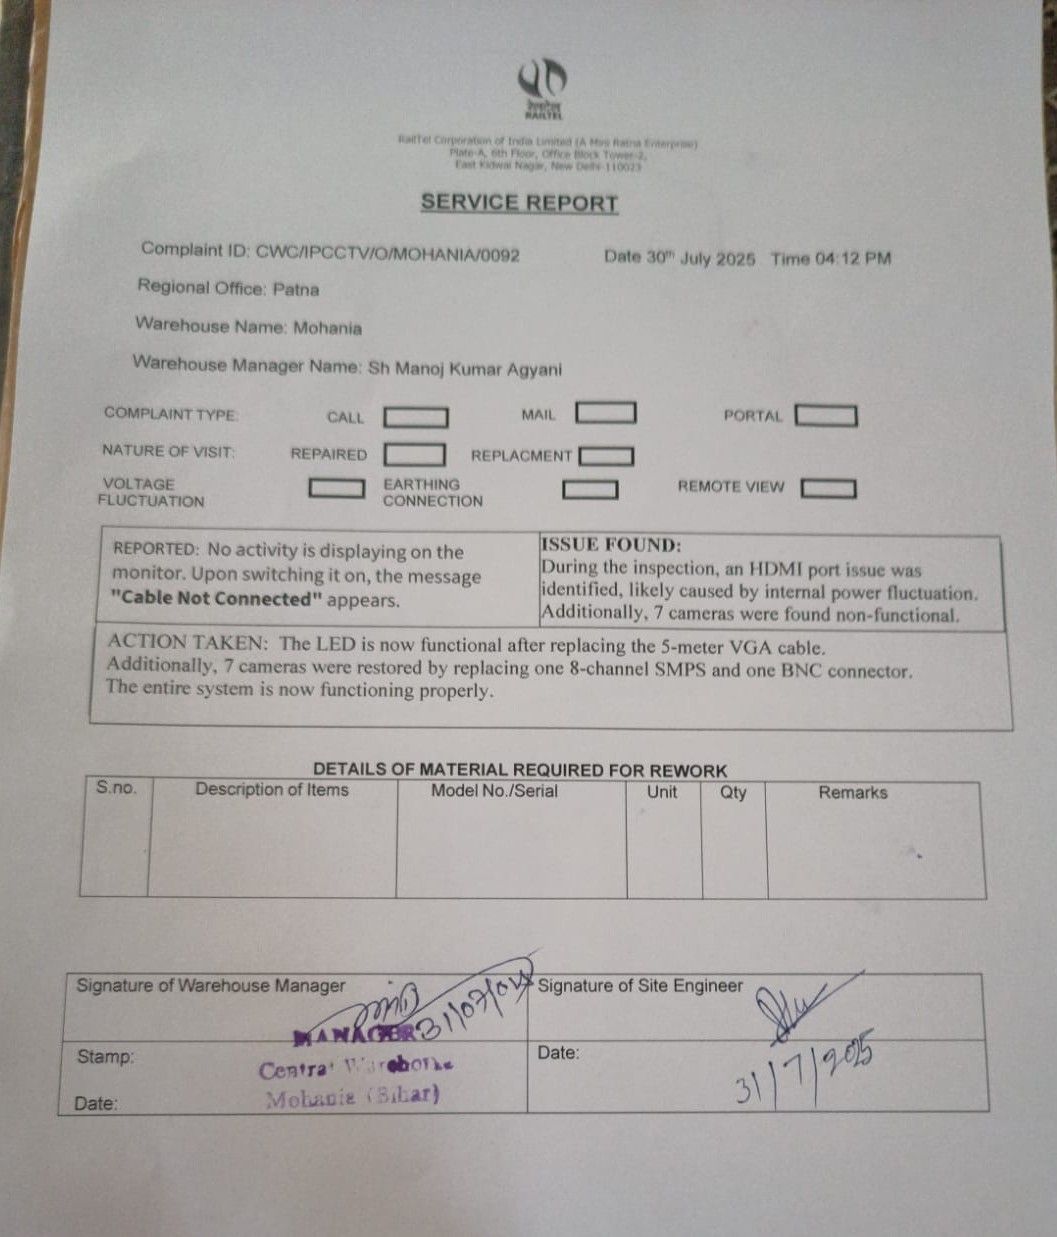 रेलटेल
RAILTEL
RailTel Corporation of India Limited (A Mini Ratna Enterprise)
Plate-A, 6th Floor, Office Block Tower-2,
East Kidwai Nagar, New Delhi-110023
SERVICE REPORT
Complaint ID: CWC/IPCCTV/O/MOHANIA/0092 Date 30th July 2025 Time 04:12 PM
Regional Office: Patna
Warehouse Name: Mohania
Warehouse Manager Name: Sh Manoj Kumar Agyani
COMPLAINT TYPE: CALL MAIL PORTAL
NATURE OF VISIT: REPAIRED REPLACMENT
VOLTAGE FLUCTUATION EARTHING CONNECTION REMOTE VIEW
REPORTED: No activity is displaying on the
monitor. Upon switching it on, the message
"Cable Not Connected" appears.
ISSUE FOUND:
During the inspection, an HDMI port issue was
identified, likely caused by internal power fluctuation.
Additionally, 7 cameras were found non-functional.
ACTION TAKEN: The LED is now functional after replacing the 5-meter VGA cable.
Additionally, 7 cameras were restored by replacing one 8-channel SMPS and one BNC connector.
The entire system is now functioning properly.
DETAILS OF MATERIAL REQUIRED FOR REWORK
S.no. Description of Items Model No./Serial Unit Qty Remarks
Signature of Warehouse Manager
MANAGER
Stamp:
Central Warehouse
Date:
Mohania (Bihar)
Signature of Site Engineer
Date:
31/7/2025